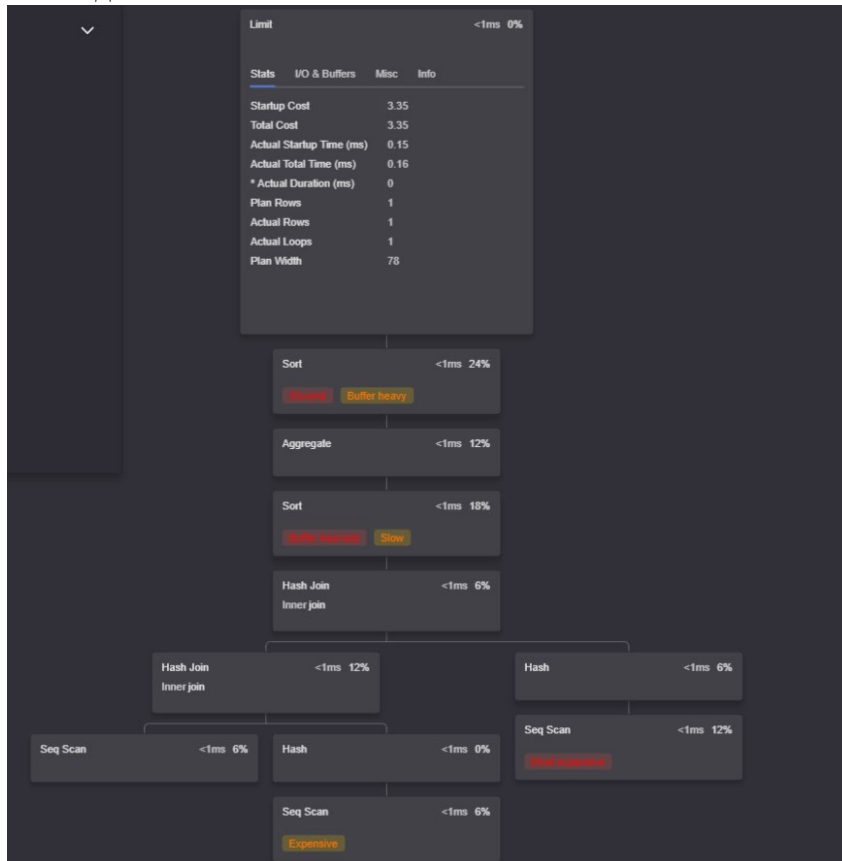 Limit <1ms 0%
Stats I/O & Buffers Misc Info
Startup Cost 3.35
Total Cost 3.35
Actual Startup Time (ms) 0.15
Actual Total Time (ms) 0.16
* Actual Duration (ms) 0
Plan Rows 1
Actual Rows 1
Actual Loops 1
Plan Width 78
Sort <1ms 24%
Buffer heavy
Aggregate <1ms 12%
Sort <1ms 18%
Slow
Hash Join <1ms 6%
Inner join
Hash Join <1ms 12%
Inner join
Hash <1ms 6%
Seq Scan <1ms 6%
Hash <1ms 0%
Seq Scan <1ms 12%
Seq Scan <1ms 6%
Expensive